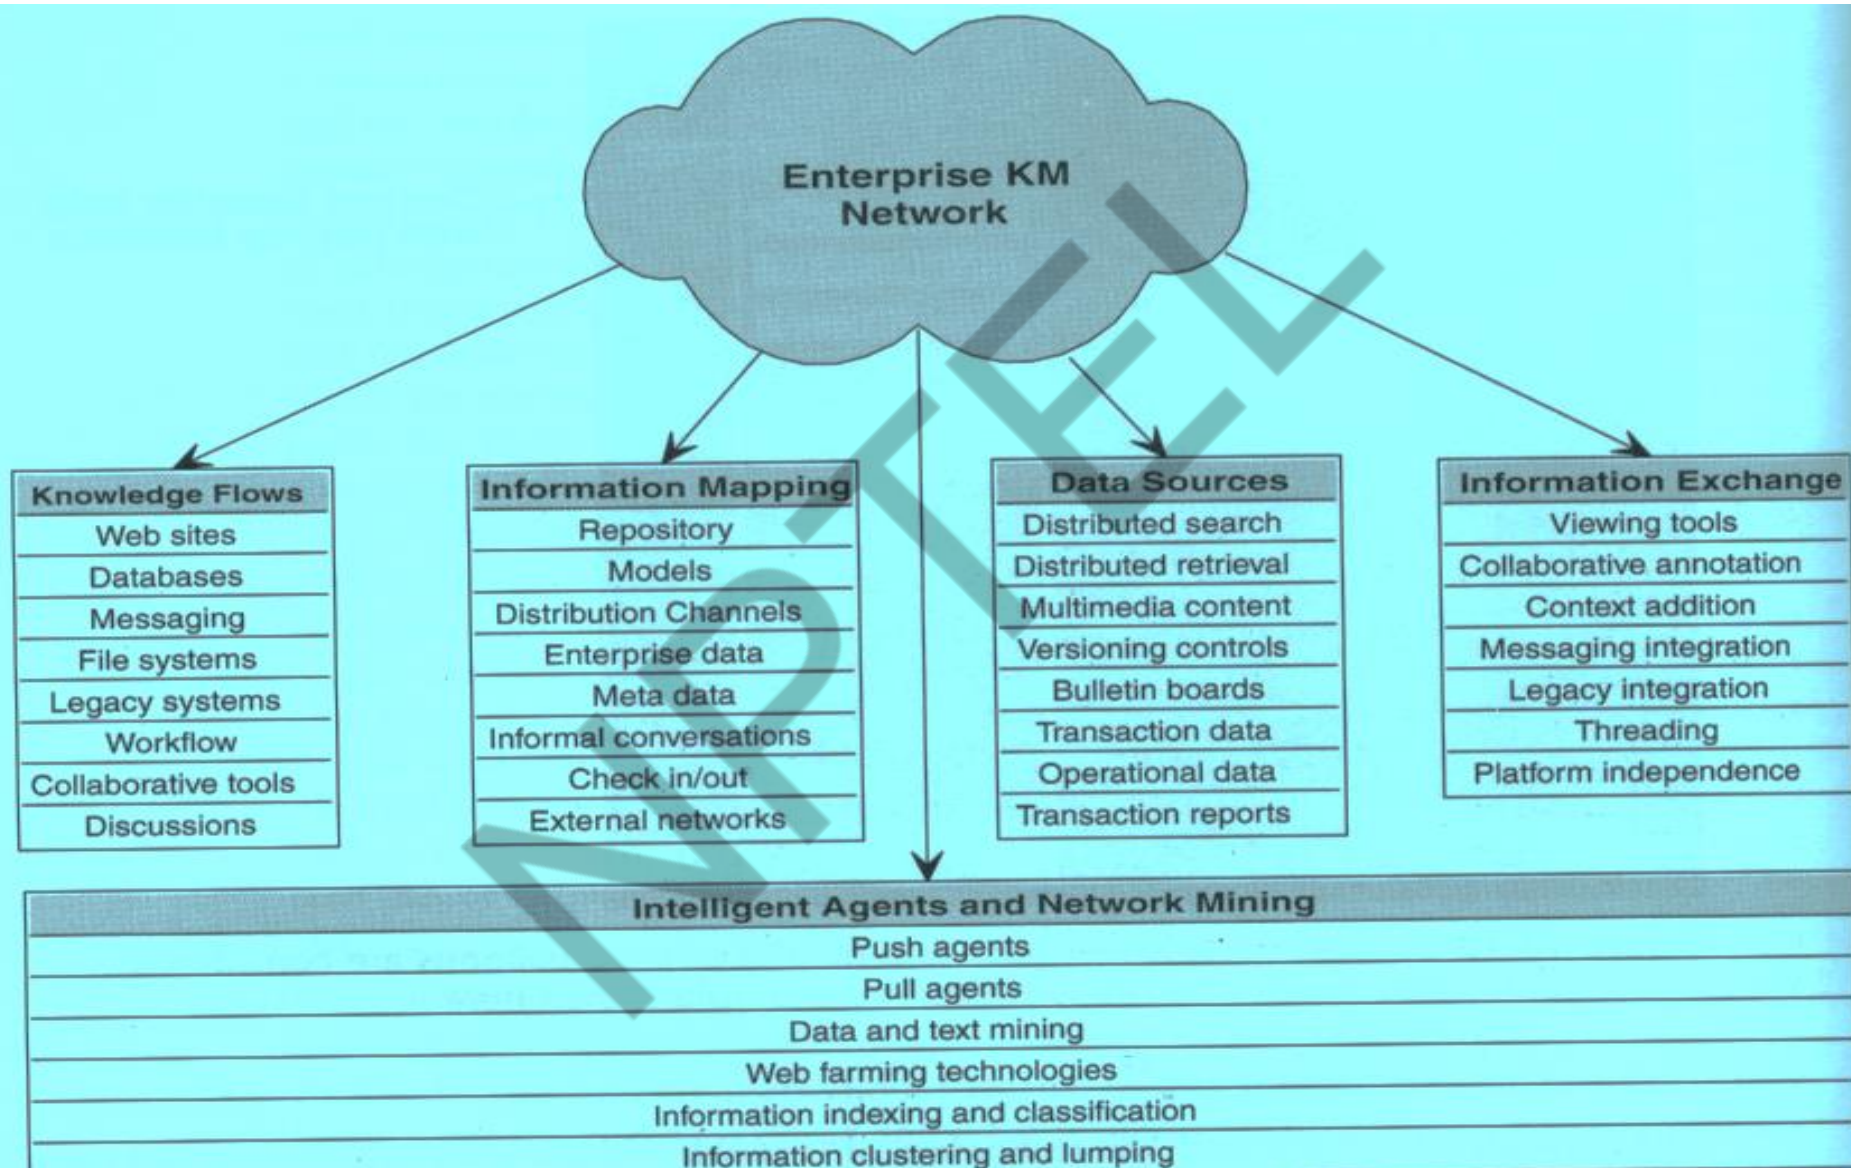 Enterprise KM
Network
Knowledge Flows
Web sites
Databases
Messaging
File systems
Legacy systems
Workflow
Collaborative tools
Discussions
Information Mapping
Repository
Models
Distribution Channels
Enterprise data
Meta data
Informal conversations
Check in/out
External networks
Data Sources
Distributed search
Distributed retrieval
Multimedia content
Versioning controls
Bulletin boards
Transaction data
Operational data
Transaction reports
Information Exchange
Viewing tools
Collaborative annotation
Context addition
Messaging integration
Legacy integration
Threading
Platform independence
Intelligent Agents and Network Mining
Push agents
Pull agents
Data and text mining
Web farming technologies
Information indexing and classification
Information clustering and lumping
NPTEL